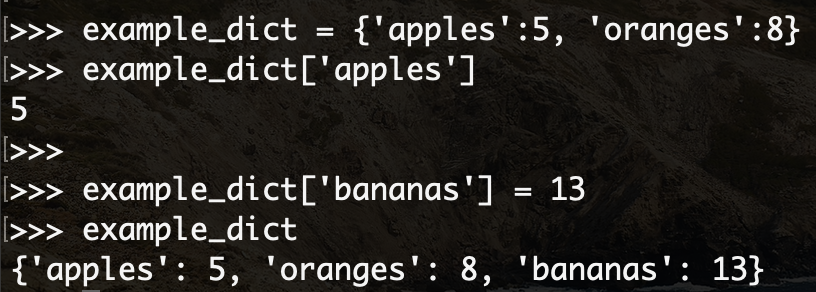 [>>> example_dict = {'apples':5, 'oranges':8}
[>>> example_dict['apples']
5
[>>>
[>>> example_dict['bananas'] = 13
[>>> example_dict
{'apples': 5, 'oranges': 8, 'bananas': 13}